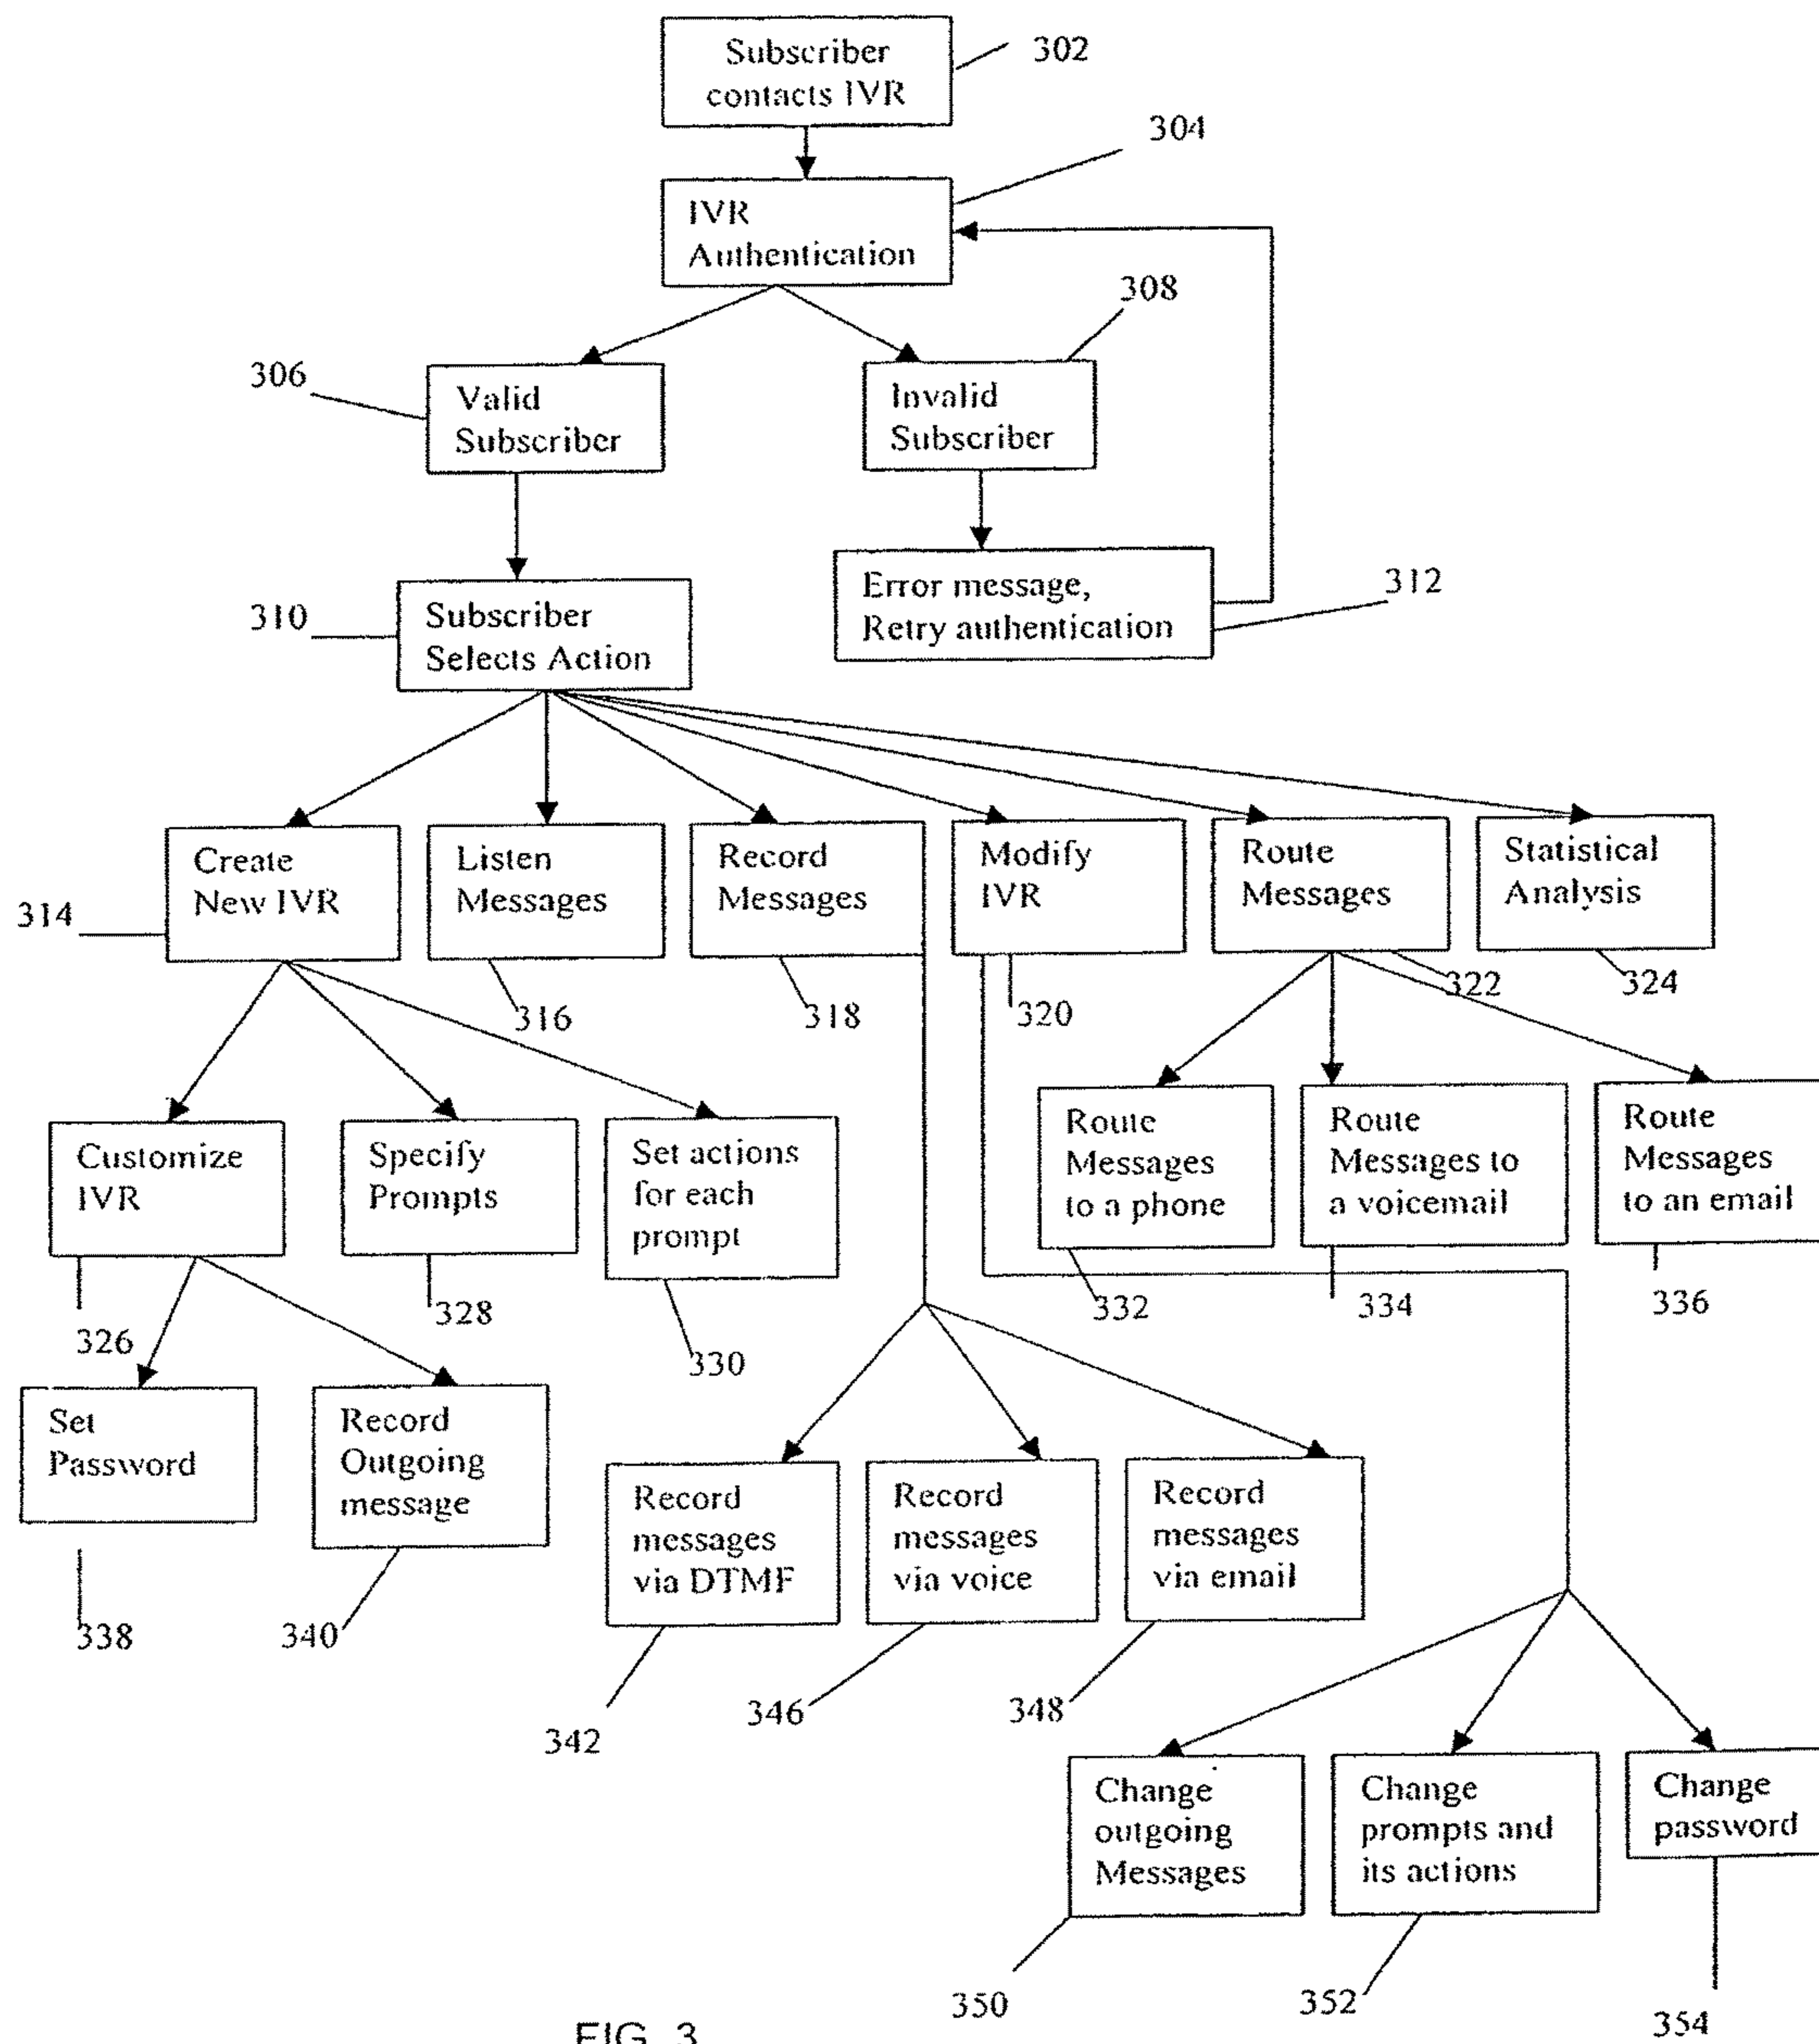 Subscriber
contacts IVR
302
304
IVR
Authentication
308
306
Valid
Subscriber
Invalid
Subscriber
310
Subscriber
Selects Action
Error message,
Retry authentication
312
314
Create
New IVR
Listen
Messages
Record
Messages
Modify
IVR
Route
Messages
Statistical
Analysis
316
318
320
322
324
Customize
IVR
Specify
Prompts
Set actions
for each
prompt
Route
Messages
to a phone
Route
Messages to
a voicemail
Route
Messages
to an email
326
328
330
332
334
336
Set
Password
Record
Outgoing
message
Record
messages
via DTMF
Record
messages
via voice
Record
messages
via email
338
340
342
346
348
Change
outgoing
Messages
Change
prompts and
its actions
Change
password
350
352
354
FIG. 3